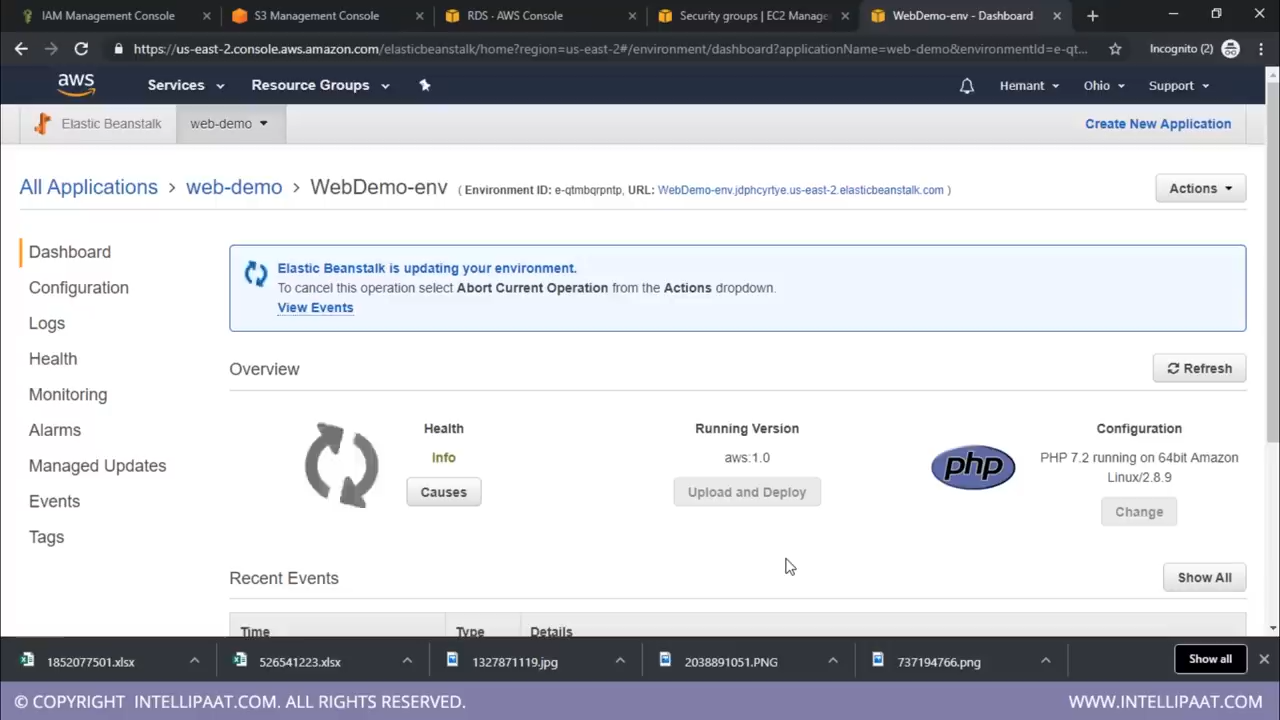 IAM Management Console
S3 Management Console
RDS - AWS Console
Security groups | EC2 Manage
WebDemo-env - Dashboard
https://us-east-2.console.aws.amazon.com/elasticbeanstalk/home?region=us-east-2#/environment/dashboard?applicationName=web-demo&environmentId=e-qt...
Incognito (2)
aws
Services
Resource Groups
Hemant
Ohio
Support
Elastic Beanstalk
web-demo
Create New Application
All Applications > web-demo > WebDemo-env ( Environment ID: e-qtmbqrpntp, URL: WebDemo-env.jdphcyrtye.us-east-2.elasticbeanstalk.com )
Actions
Dashboard
Configuration
Logs
Health
Monitoring
Alarms
Managed Updates
Events
Tags
Elastic Beanstalk is updating your environment.
To cancel this operation select Abort Current Operation from the Actions dropdown.
View Events
Overview
Refresh
Health
Info
Causes
Running Version
aws:1.0
Upload and Deploy
php
Configuration
PHP 7.2 running on 64bit Amazon
Linux/2.8.9
Change
Recent Events
Show All
Time
Type
Details
1852077501.xlsx
526541223.xlsx
1327871119.jpg
2038891051.PNG
737194766.png
Show all
© COPYRIGHT INTELLIPAAT.COM. ALL RIGHTS RESERVED.
WWW.INTELLIPAAT.COM